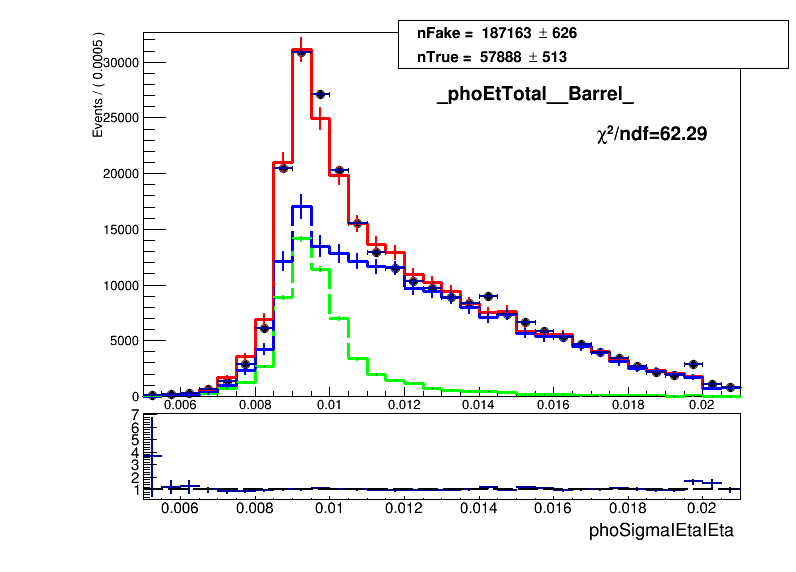 nFake = 187163 ± 626
nTrue = 57888 ± 513
_phoEtTotal__Barrel_
χ²/ndf=62.29
Events / ( 0.0005 )
30000
25000
20000
15000
10000
5000
0
0.006 0.008 0.01 0.012 0.014 0.016 0.018 0.02
7
6
5
4
3
2
1
0.006 0.008 0.01 0.012 0.014 0.016 0.018 0.02
phoSigmaIEtaIEta